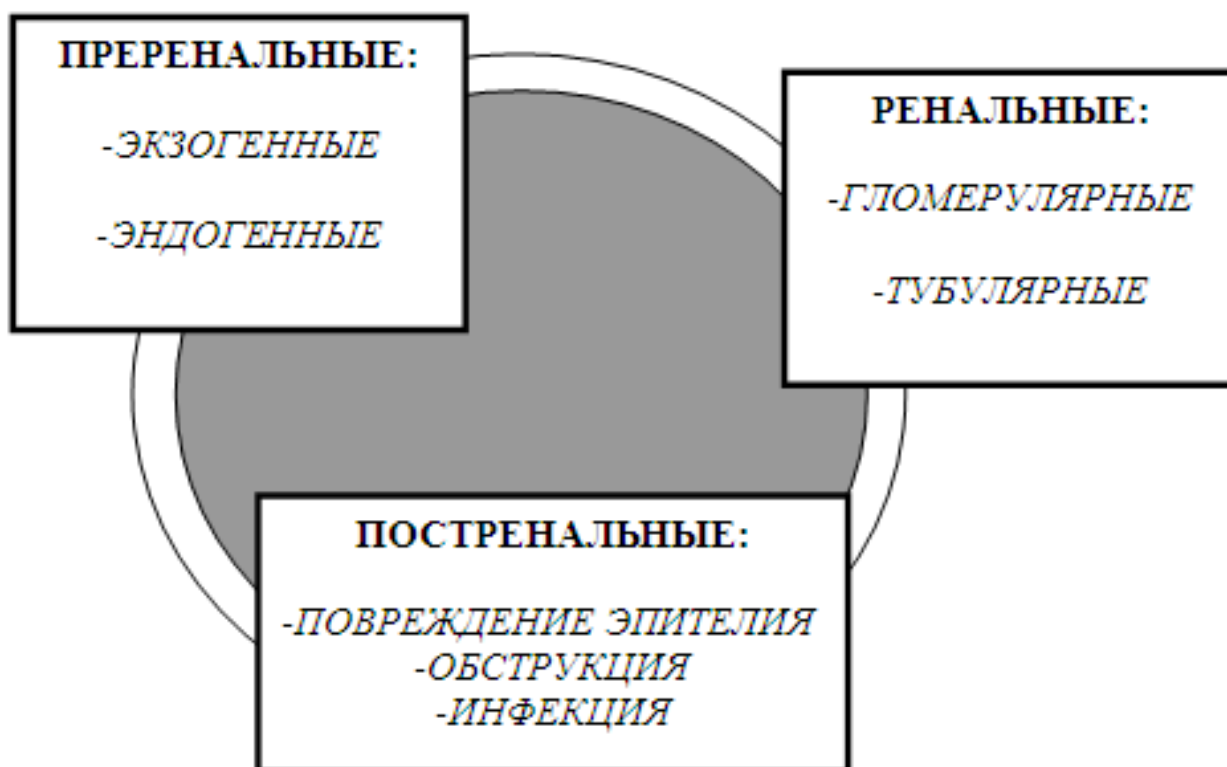 ПРЕРЕНАЛЬНЫЕ:
-ЭКЗОГЕННЫЕ
-ЭНДОГЕННЫЕ
РЕНАЛЬНЫЕ:
-ГЛОМЕРУЛЯРНЫЕ
-ТУБУЛЯРНЫЕ
ПОСТРЕНАЛЬНЫЕ:
-ПОВРЕЖДЕНИЕ ЭПИТЕЛИЯ
-ОБСТРУКЦИЯ
-ИНФЕКЦИЯ